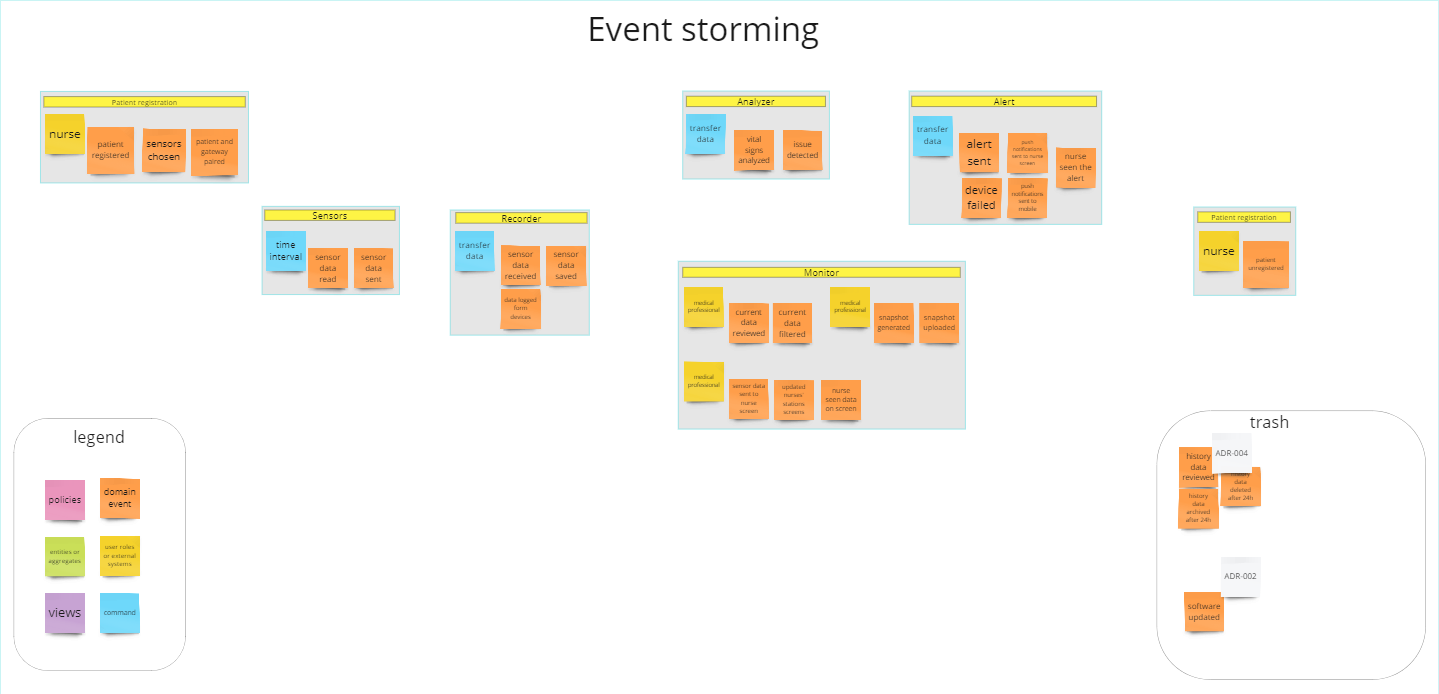 Event storming
Patient registration
nurse
patient
registered
sensors
chosen
patient and
gateway
paired
Sensors
time
interval
sensor
data
read
sensor
data
sent
Recorder
transfer
data
sensor
data
received
sensor
data
saved
data logged
form
devices
Analyzer
transfer
data
vital
signs
analyzed
issue
detected
Alert
transfer
data
alert
sent
push
notifications
sent to nurse
screen
nurse
seen the
alert
device
failed
push
notifications
sent to
mobile
Monitor
medical
professional
current
data
reviewed
current
data
filtered
medical
professional
snapshot
generated
snapshot
uploaded
medical
professional
sensor data
sent to
nurse
screen
updated
nurses'
stations
screens
nurse
seen data
on screen
Patient registration
nurse
patient
unregistered
legend
policies
domain
event
entities or
aggregates
user roles
or external
systems
views
command
trash
history
data
reviewed
ADR-004
history
data
deleted
after 24h
history
data
archived
after 24h
ADR-002
software
updated